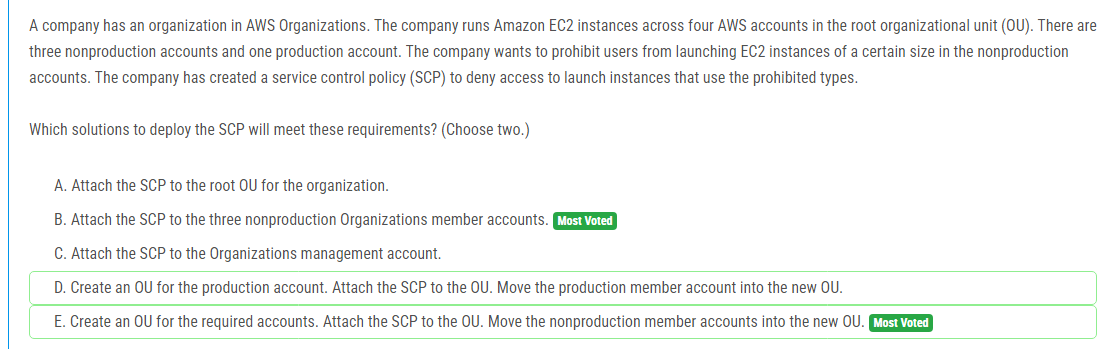 A company has an organization in AWS Organizations. The company runs Amazon EC2 instances across four AWS accounts in the root organizational unit (OU). There are
three nonproduction accounts and one production account. The company wants to prohibit users from launching EC2 instances of a certain size in the nonproduction
accounts. The company has created a service control policy (SCP) to deny access to launch instances that use the prohibited types.
Which solutions to deploy the SCP will meet these requirements? (Choose two.)
A. Attach the SCP to the root OU for the organization.
B. Attach the SCP to the three nonproduction Organizations member accounts. Most Voted
C. Attach the SCP to the Organizations management account.
D. Create an OU for the production account. Attach the SCP to the OU. Move the production member account into the new OU.
E. Create an OU for the required accounts. Attach the SCP to the OU. Move the nonproduction member accounts into the new OU. Most Voted